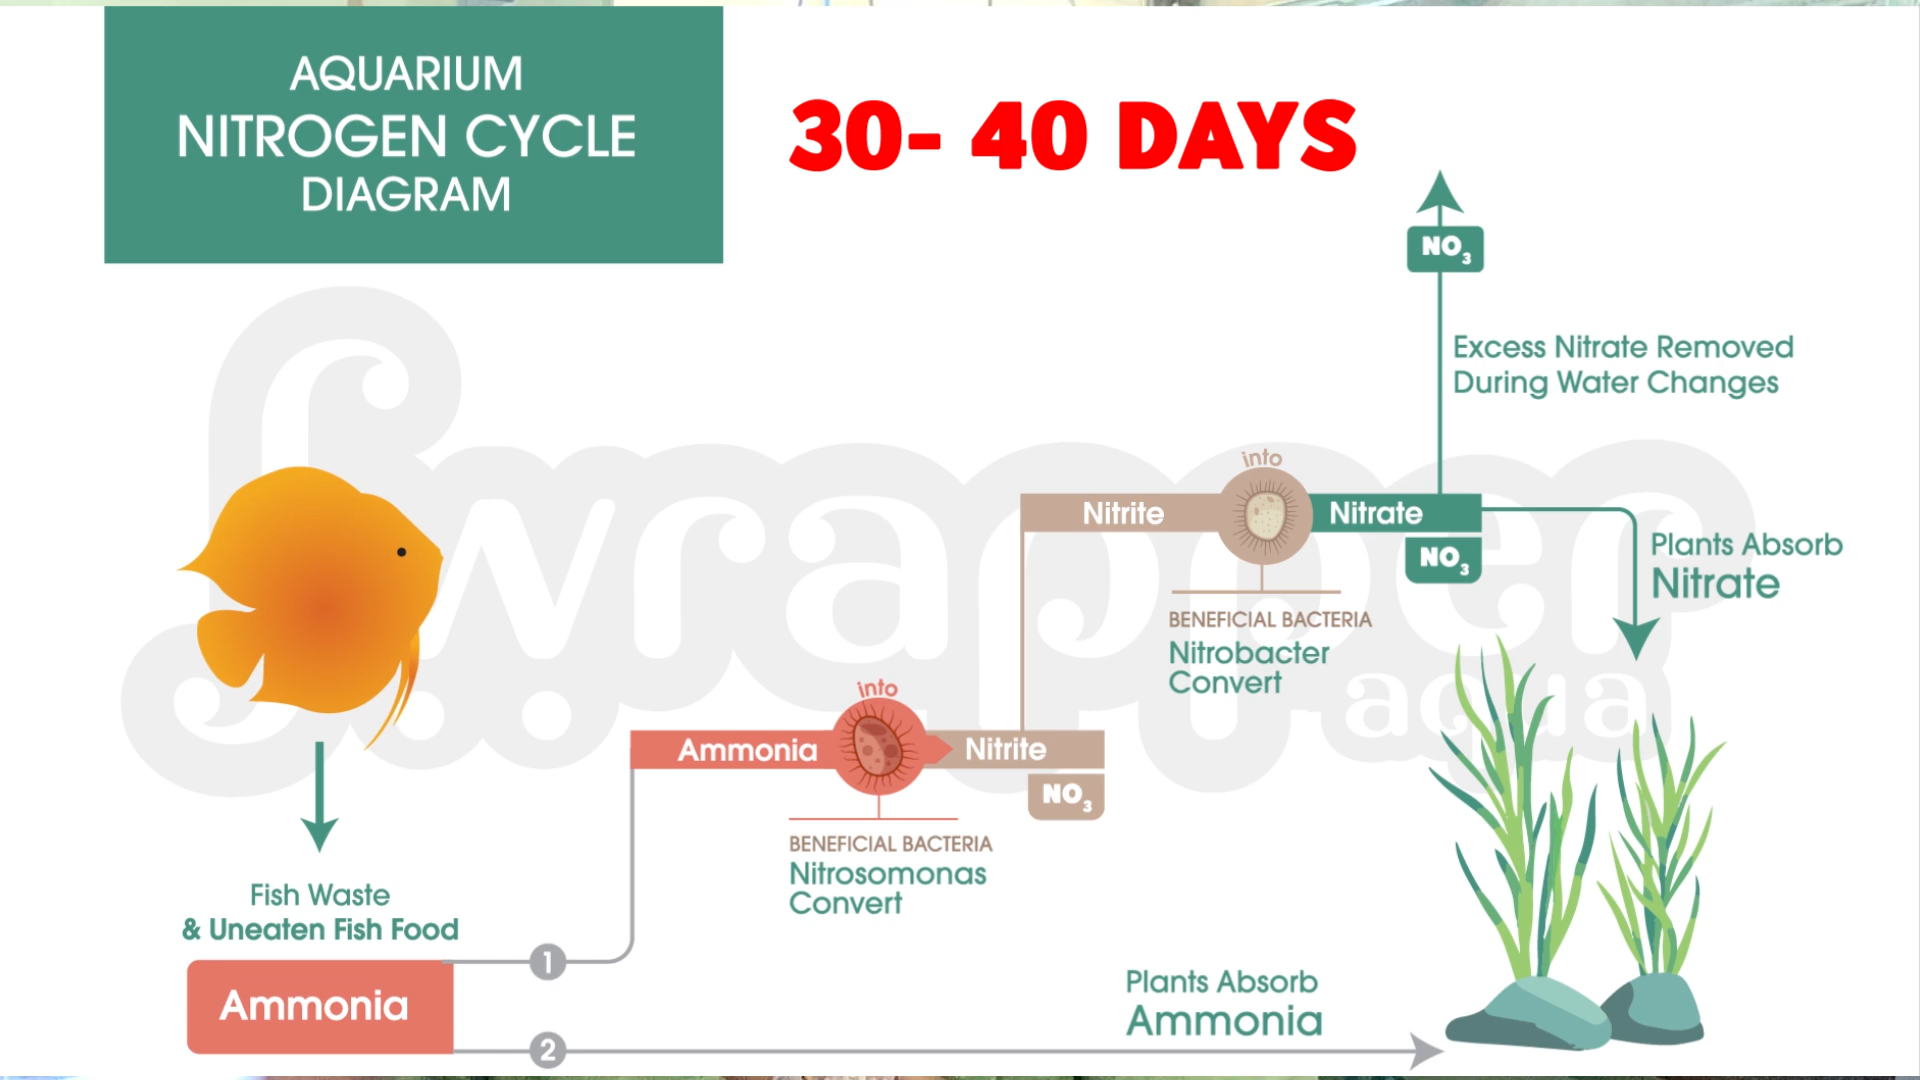 AQUARIUM
NITROGEN CYCLE
DIAGRAM
30- 40 DAYS
NO3
Excess Nitrate Removed
During Water Changes
into
Nitrite
Nitrate
NO3
Plants Absorb
Nitrate
BENEFICIAL BACTERIA
Nitrobacter
Convert
into
Ammonia
Nitrite
NO3
BENEFICIAL BACTERIA
Nitrosomonas
Convert
Fish Waste
& Uneaten Fish Food
1
Ammonia
2
Plants Absorb
Ammonia
Swrapper
aqua